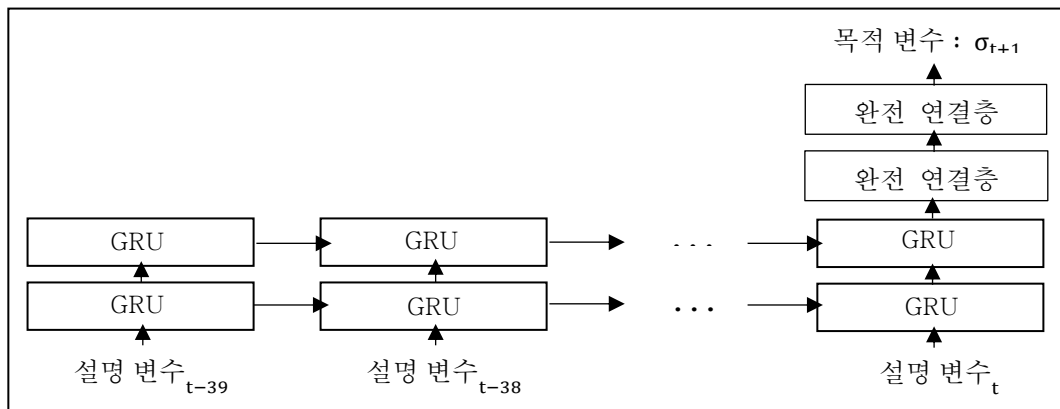 목적 변수 : σₜ₊₁
완전 연결층
완전 연결층
GRU GRU ... GRU
GRU GRU ... GRU
설명 변수ₜ₋₃₉ 설명 변수ₜ₋₃₈ 설명 변수ₜ